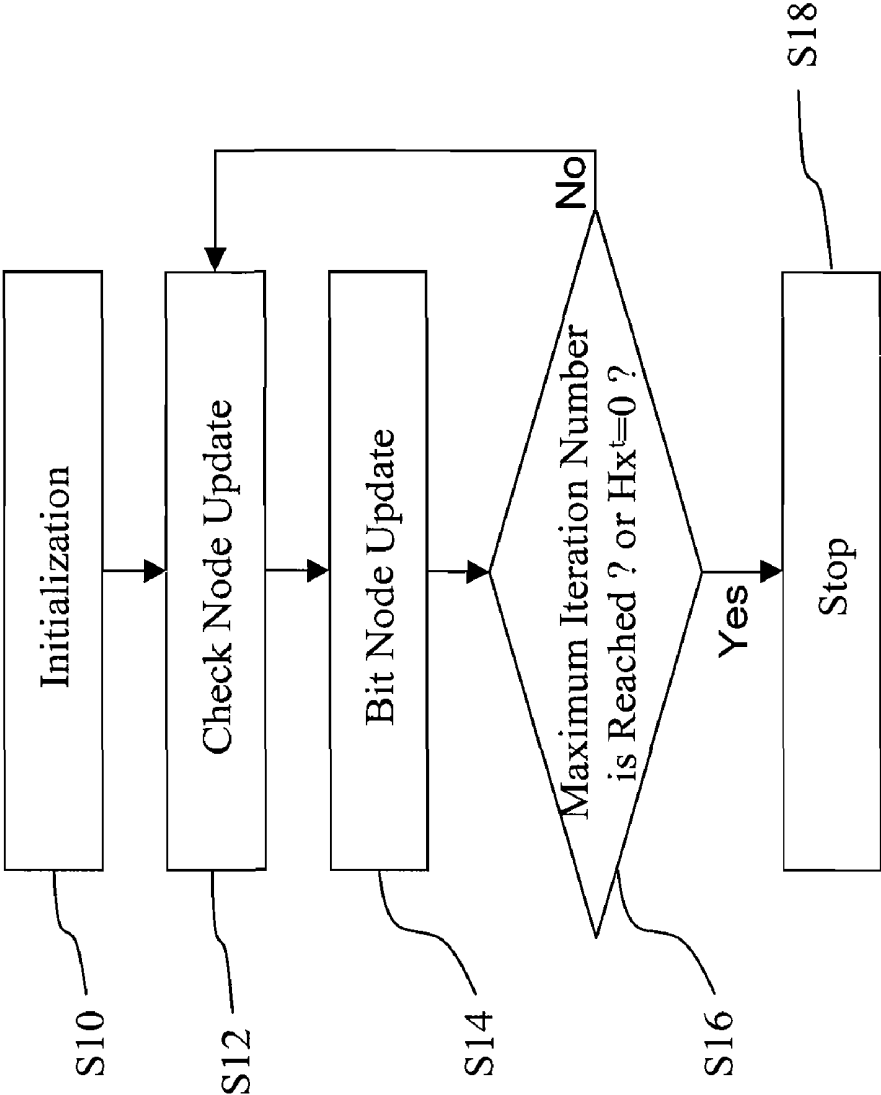 S10
Initialization
S12
Check Node Update
S14
Bit Node Update
S16
Maximum Iteration Number
is Reached ? or Hxᵗ=0 ?
No
Yes
Stop
S18